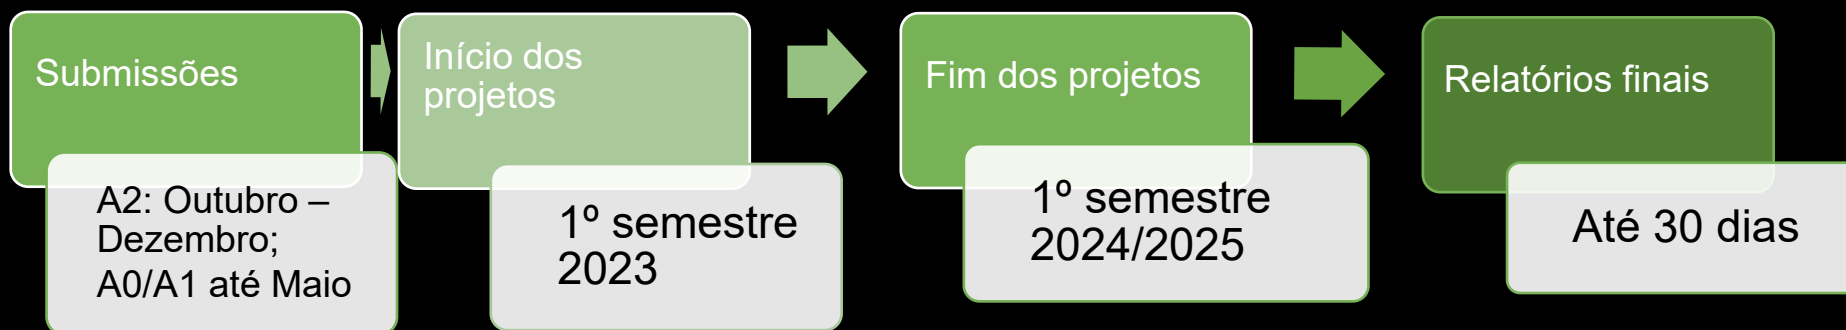 Submissões
A2: Outubro –
Dezembro;
A0/A1 até Maio
Início dos
projetos
1º semestre
2023
Fim dos projetos
1º semestre
2024/2025
Relatórios finais
Até 30 dias